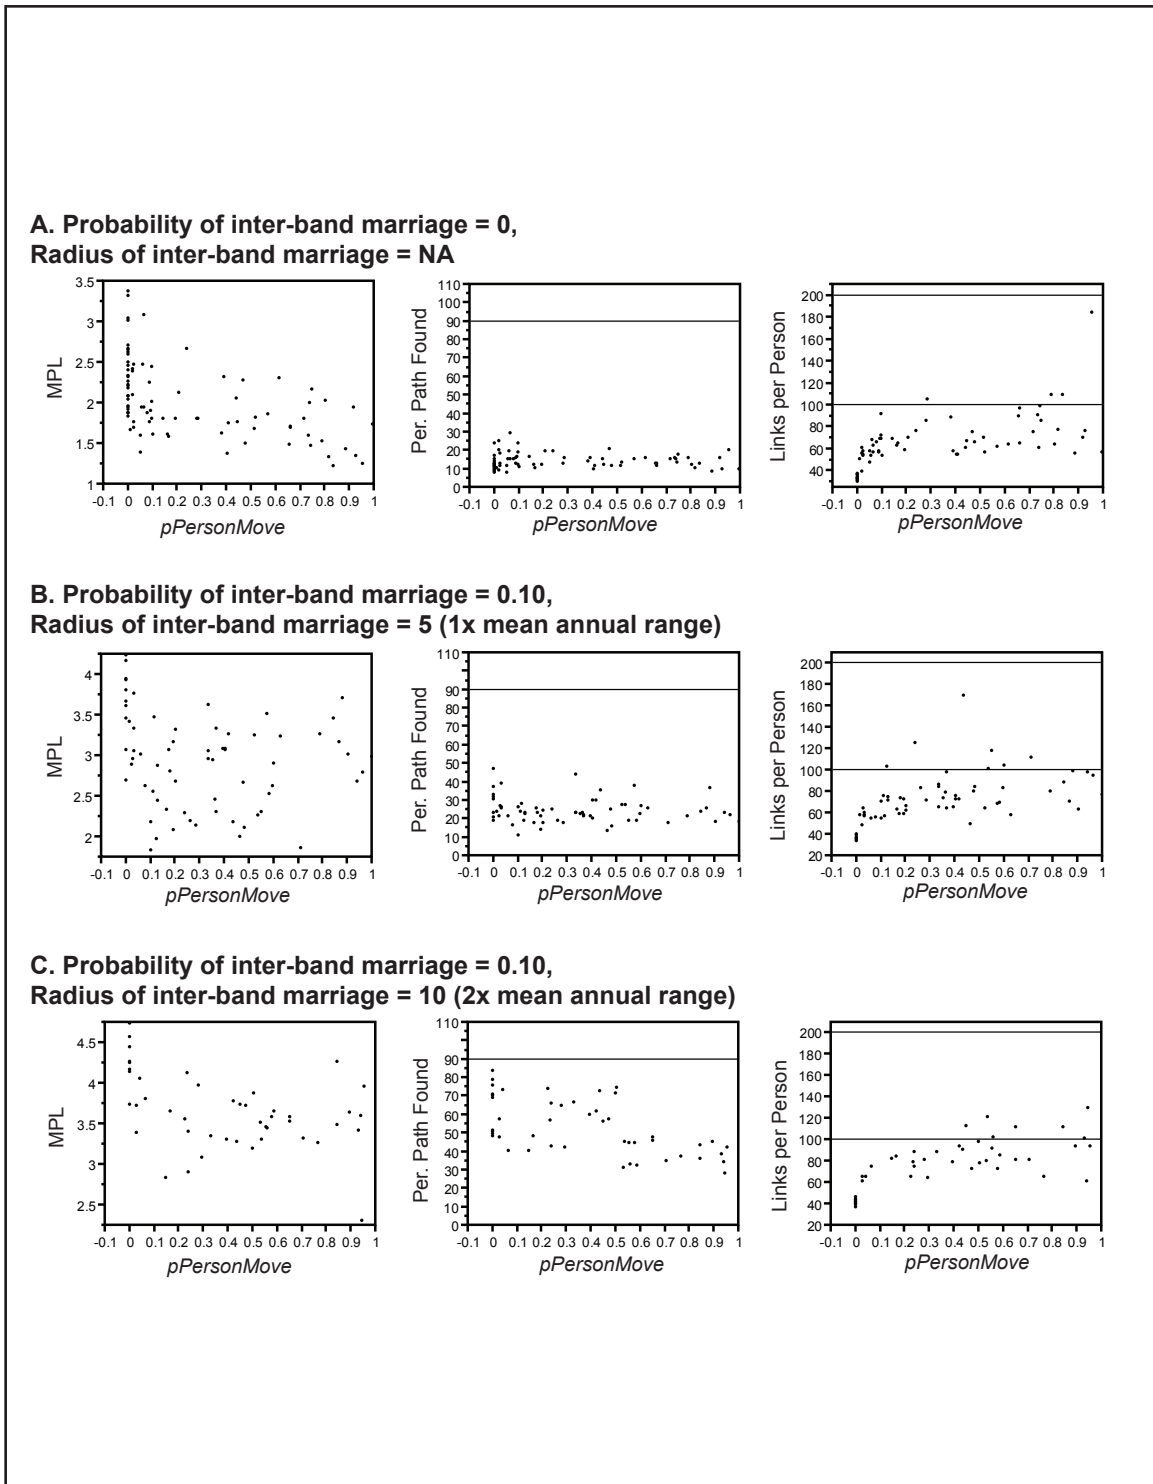 A. Probability of inter-band marriage = 0,
Radius of inter-band marriage = NA
MPL
3.5
3
2.5
2
1.5
1
-0.1 0 0.1 0.2 0.3 0.4 0.5 0.6 0.7 0.8 0.9 1
pPersonMove
Per. Path Found
110
100
90
80
70
60
50
40
30
20
10
0
-0.1 0 0.1 0.2 0.3 0.4 0.5 0.6 0.7 0.8 0.9 1
pPersonMove
Links per Person
200
180
160
140
120
100
80
60
40
-0.1 0 0.1 0.2 0.3 0.4 0.5 0.6 0.7 0.8 0.9 1
pPersonMove
B. Probability of inter-band marriage = 0.10,
Radius of inter-band marriage = 5 (1x mean annual range)
MPL
4
3.5
3
2.5
2
-0.1 0 0.1 0.2 0.3 0.4 0.5 0.6 0.7 0.8 0.9 1
pPersonMove
Per. Path Found
110
100
90
80
70
60
50
40
30
20
10
0
-0.1 0 0.1 0.2 0.3 0.4 0.5 0.6 0.7 0.8 0.9 1
pPersonMove
Links per Person
200
180
160
140
120
100
80
60
40
20
-0.1 0 0.1 0.2 0.3 0.4 0.5 0.6 0.7 0.8 0.9 1
pPersonMove
C. Probability of inter-band marriage = 0.10,
Radius of inter-band marriage = 10 (2x mean annual range)
MPL
4.5
4
3.5
3
2.5
-0.1 0 0.1 0.2 0.3 0.4 0.5 0.6 0.7 0.8 0.9 1
pPersonMove
Per. Path Found
110
100
90
80
70
60
50
40
30
20
10
0
-0.1 0 0.1 0.2 0.3 0.4 0.5 0.6 0.7 0.8 0.9 1
pPersonMove
Links per Person
200
180
160
140
120
100
80
60
40
20
-0.1 0 0.1 0.2 0.3 0.4 0.5 0.6 0.7 0.8 0.9 1
pPersonMove